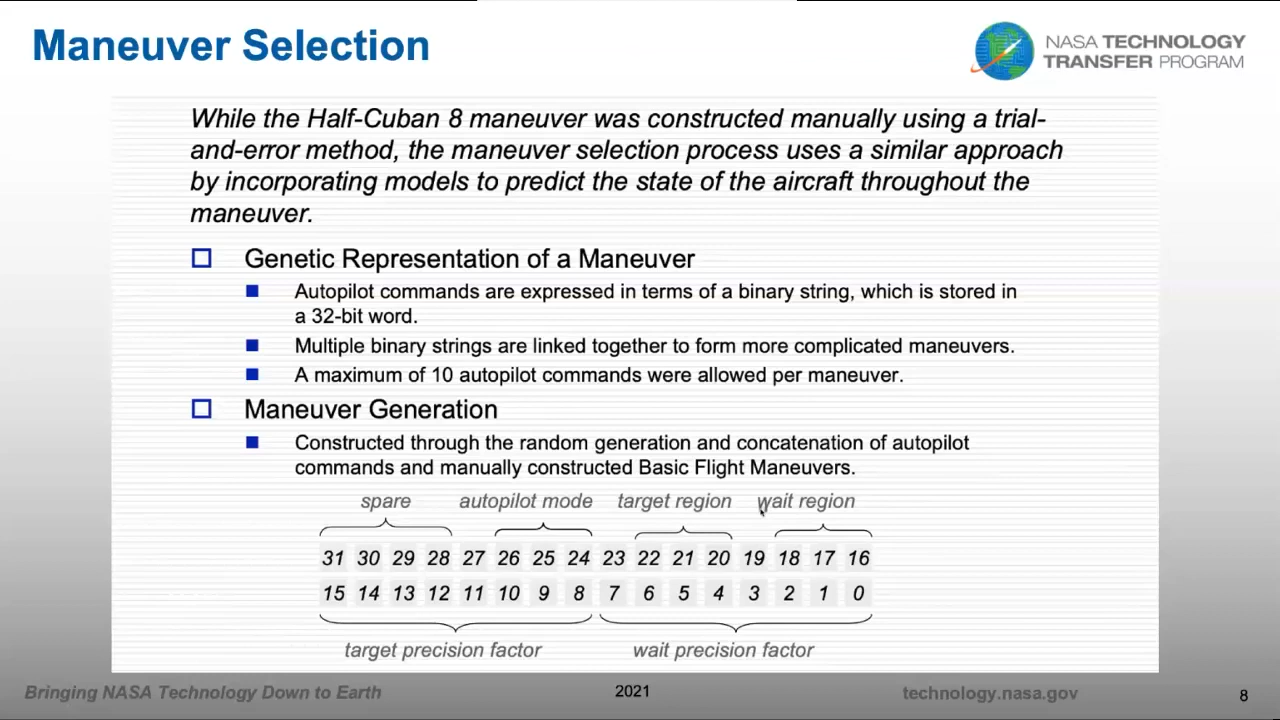 Maneuver Selection
NASA TECHNOLOGY
TRANSFER PROGRAM
While the Half-Cuban 8 maneuver was constructed manually using a trial-
and-error method, the maneuver selection process uses a similar approach
by incorporating models to predict the state of the aircraft throughout the
maneuver.
Genetic Representation of a Maneuver
Autopilot commands are expressed in terms of a binary string, which is stored in
a 32-bit word.
Multiple binary strings are linked together to form more complicated maneuvers.
A maximum of 10 autopilot commands were allowed per maneuver.
Maneuver Generation
Constructed through the random generation and concatenation of autopilot
commands and manually constructed Basic Flight Maneuvers.
spare autopilot mode target region wait region
31 30 29 28 27 26 25 24 23 22 21 20 19 18 17 16
15 14 13 12 11 10 9 8 7 6 5 4 3 2 1 0
target precision factor wait precision factor
Bringing NASA Technology Down to Earth 2021 technology.nasa.gov 8